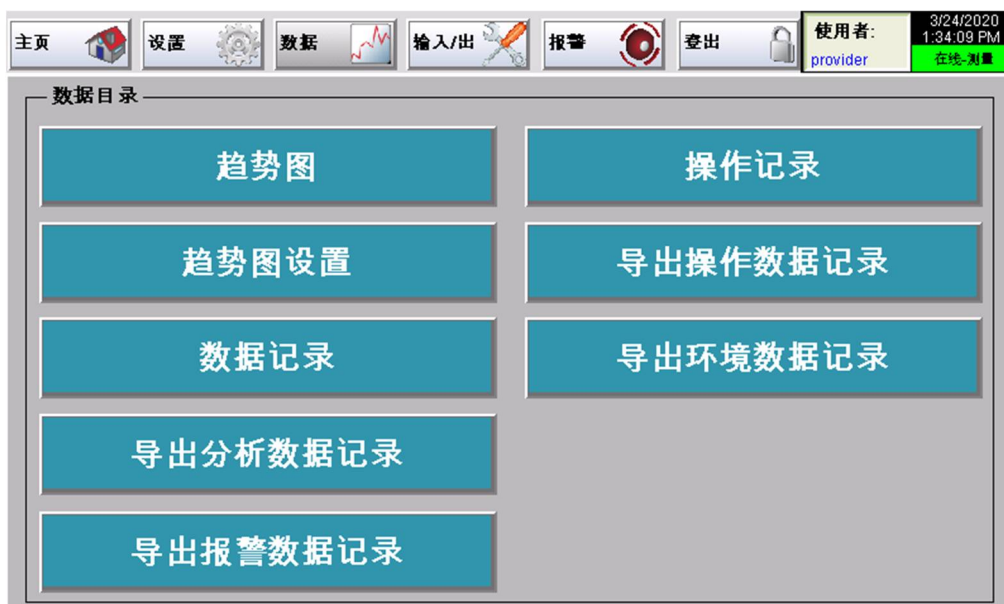 主页
设置
数据
输入/出
报警
登出
使用者:
provider
3/24/2020
1:34:09 PM
在线-测量
数据目录
趋势图
操作记录
趋势图设置
导出操作数据记录
数据记录
导出环境数据记录
导出分析数据记录
导出报警数据记录